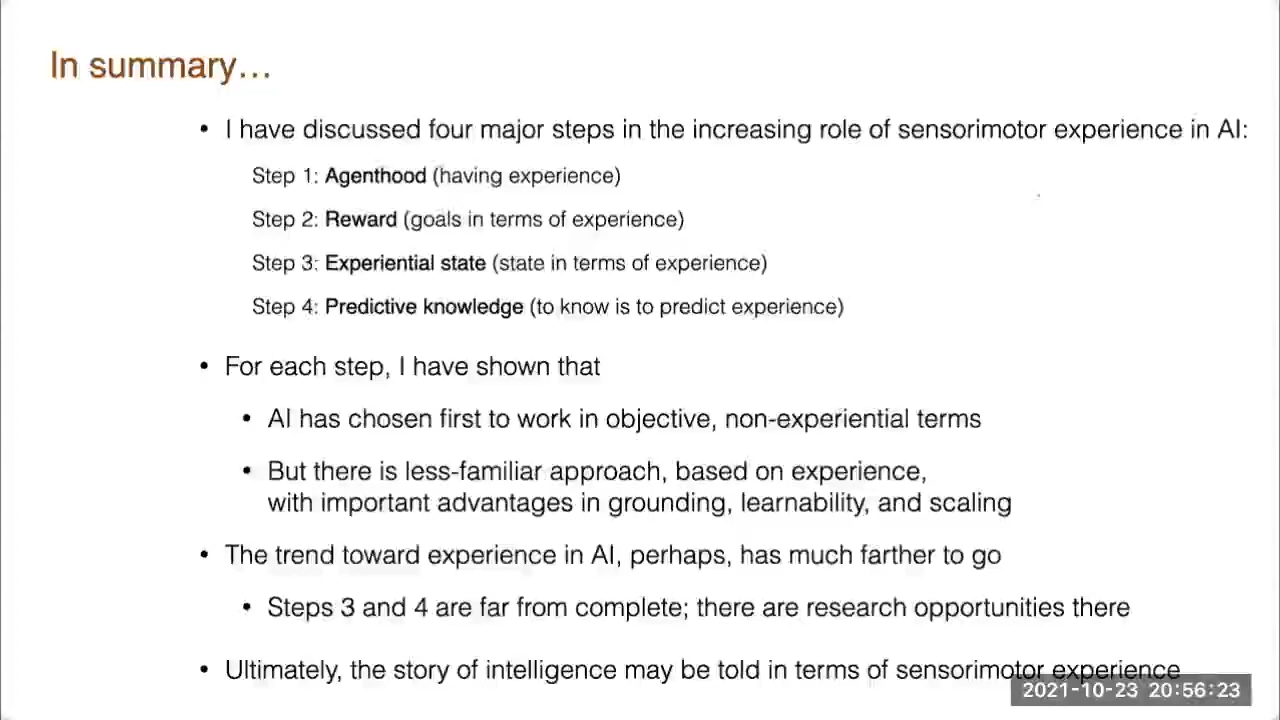 In summary…
• I have discussed four major steps in the increasing role of sensorimotor experience in AI:
Step 1: Agenthood (having experience)
Step 2: Reward (goals in terms of experience)
Step 3: Experiential state (state in terms of experience)
Step 4: Predictive knowledge (to know is to predict experience)
• For each step, I have shown that
• AI has chosen first to work in objective, non-experiential terms
• But there is less-familiar approach, based on experience,
with important advantages in grounding, learnability, and scaling
• The trend toward experience in AI, perhaps, has much farther to go
• Steps 3 and 4 are far from complete; there are research opportunities there
• Ultimately, the story of intelligence may be told in terms of sensorimotor experience
2021-10-23 20:56:23